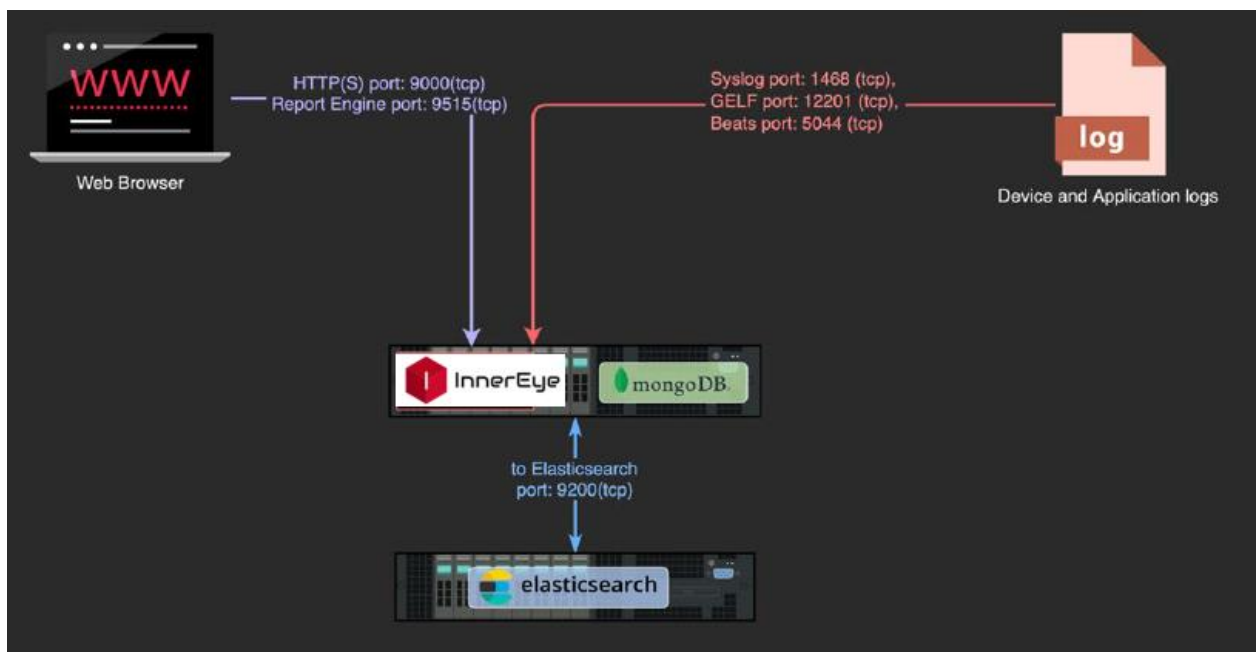 WWW
Web Browser
HTTP(S) port: 9000(tcp)
Report Engine port: 9515(tcp)
Syslog port: 1468 (tcp),
GELF port: 12201 (tcp),
Beats port: 5044 (tcp)
log
Device and Application logs
I InnerEye
mongoDB.
to Elasticsearch
port: 9200(tcp)
elasticsearch